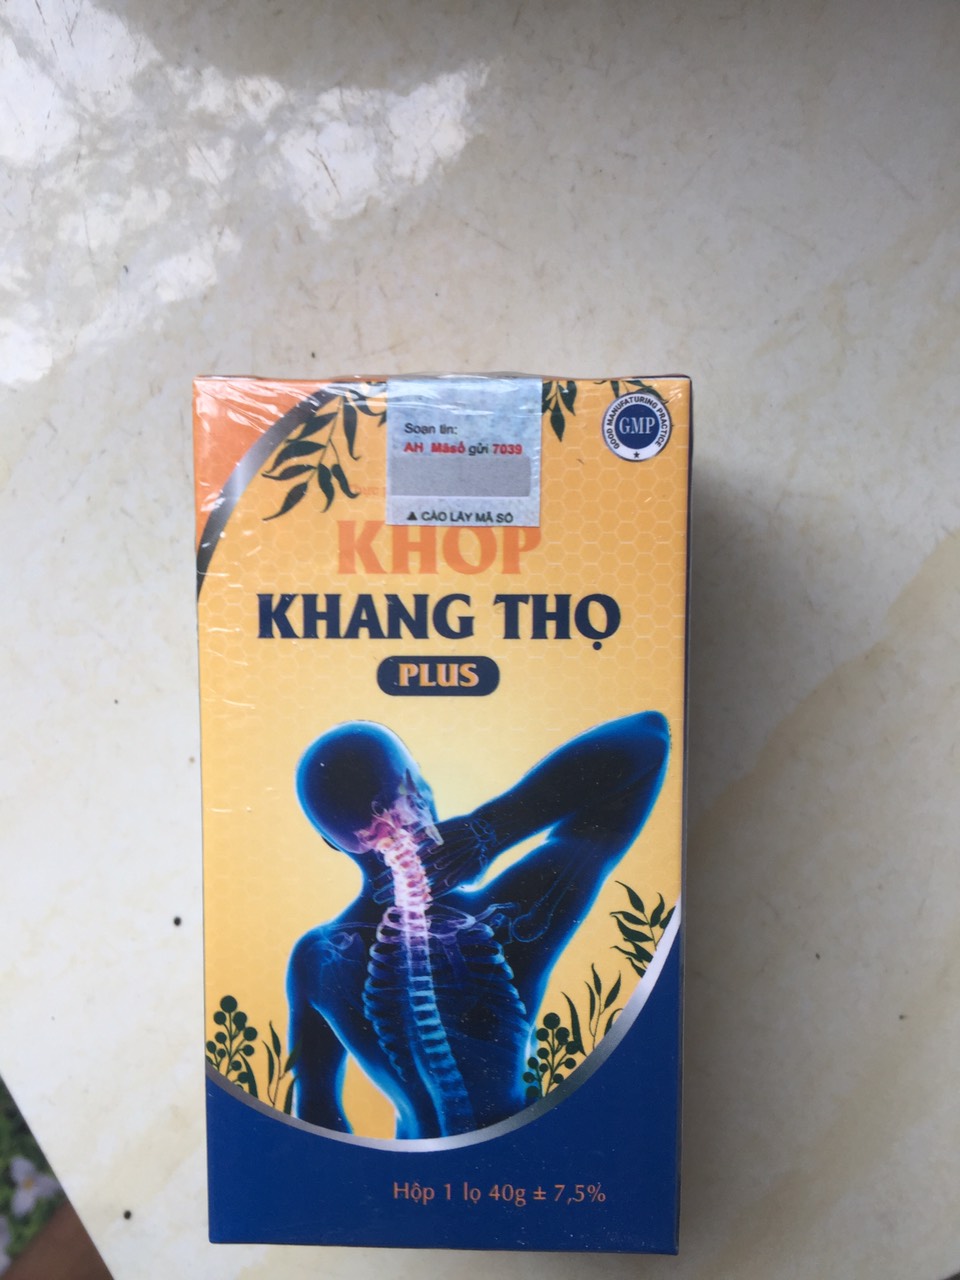 Soạn tin:
AH Mãsố gửi 7039
▲ CÀO LẤY MÃ SỐ
GOOD MANUFATURING PRACTICE
GMP
KHỚP
KHANG THỌ
PLUS
Hộp 1 lọ 40g ± 7,5%